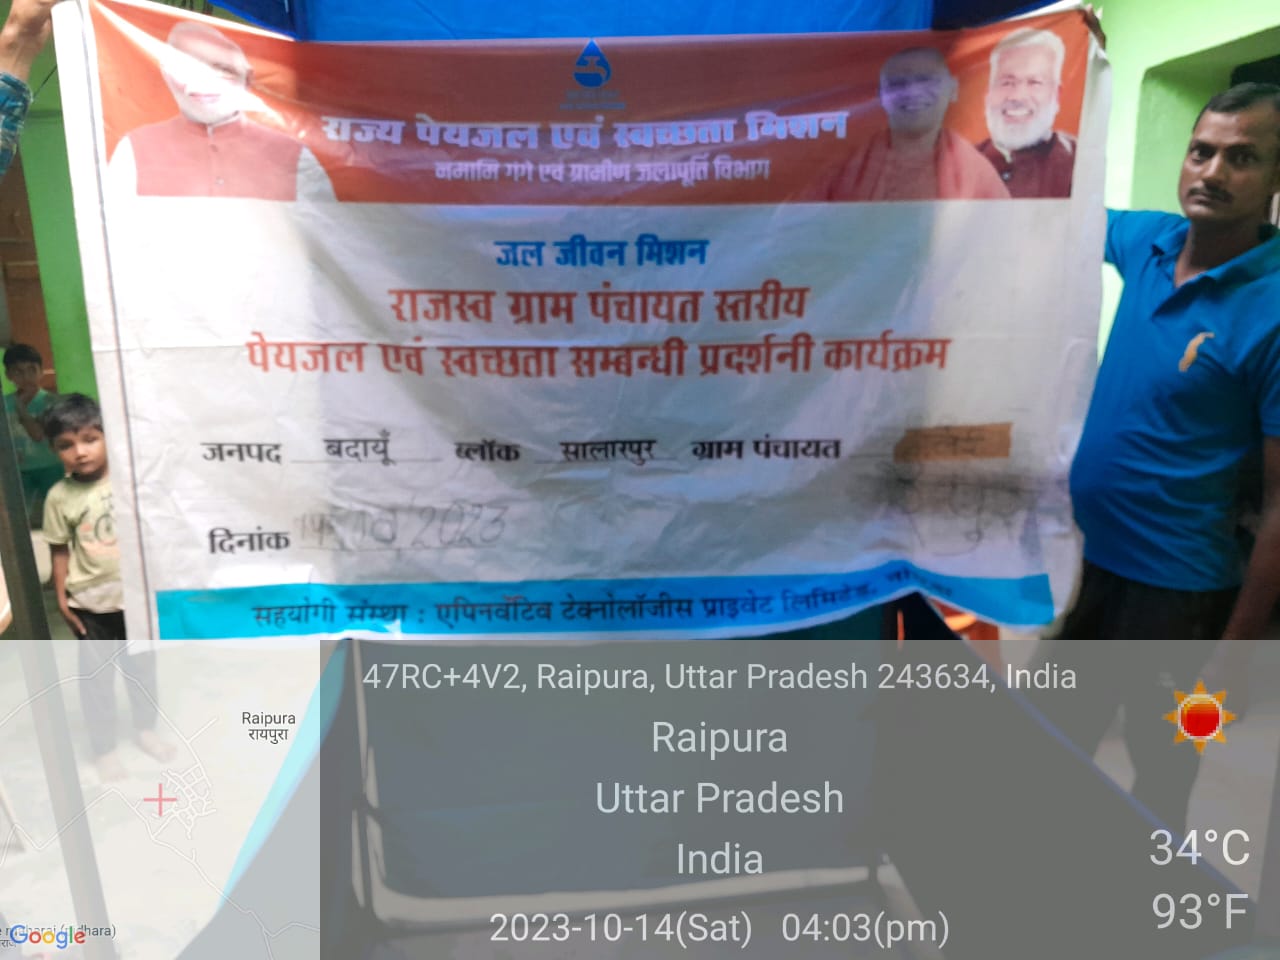 राज्य पेयजल एवं स्वच्छता मिशन
नमामि गंगे एवं ग्रामीण जलापूर्ति विभाग
जल जीवन मिशन
राजस्व ग्राम पंचायत स्तरीय
पेयजल एवं स्वच्छता सम्बन्धी प्रदर्शनी कार्यक्रम
जनपद बदायूँ ब्लॉक सालारपुर ग्राम पंचायत
दिनांक 14/10/2023
सहयोगी संस्था : एपिनवेंटिव टेक्नोलॉजीस प्राइवेट लिमिटेड,
47RC+4V2, Raipura, Uttar Pradesh 243634, India
Raipura
Uttar Pradesh
India
2023-10-14(Sat) 04:03(pm)
34°C
93°F
Raipura
रायपुरा
Google